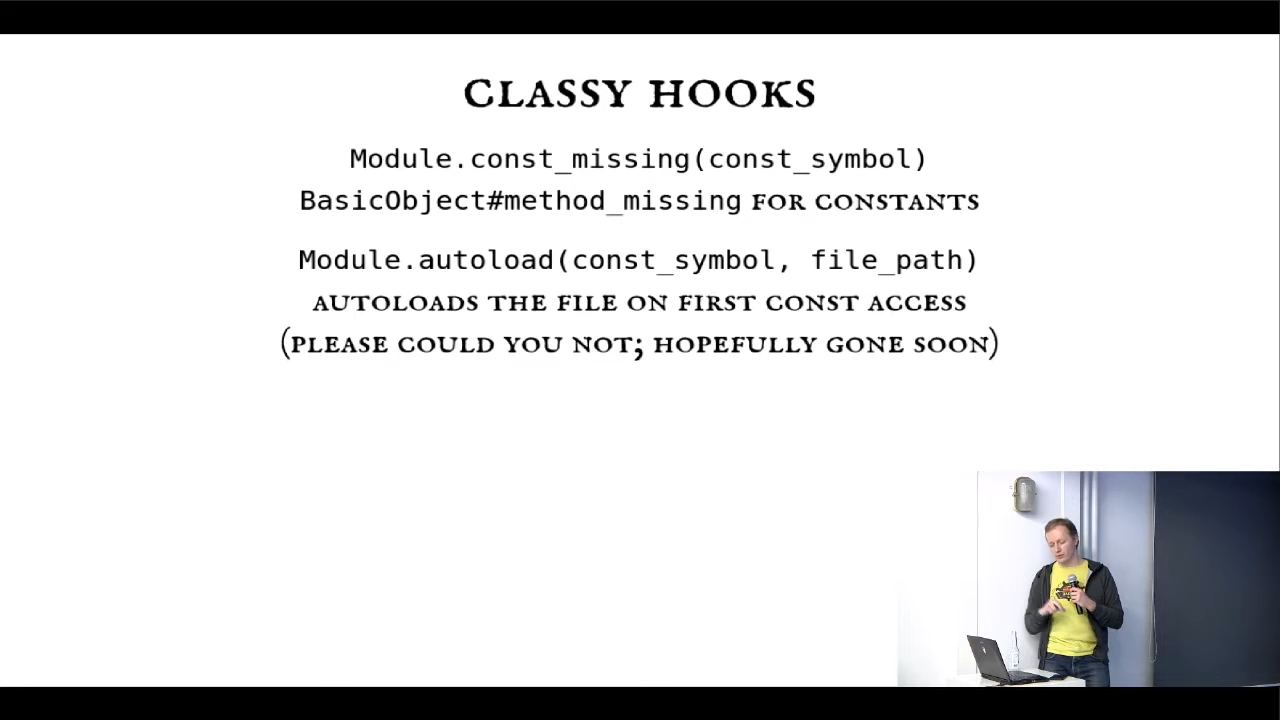 CLASSY HOOKS
Module.const_missing(const_symbol)
BasicObject#method_missing FOR CONSTANTS
Module.autoload(const_symbol, file_path)
AUTOLOADS THE FILE ON FIRST CONST ACCESS
(PLEASE COULD YOU NOT; HOPEFULLY GONE SOON)